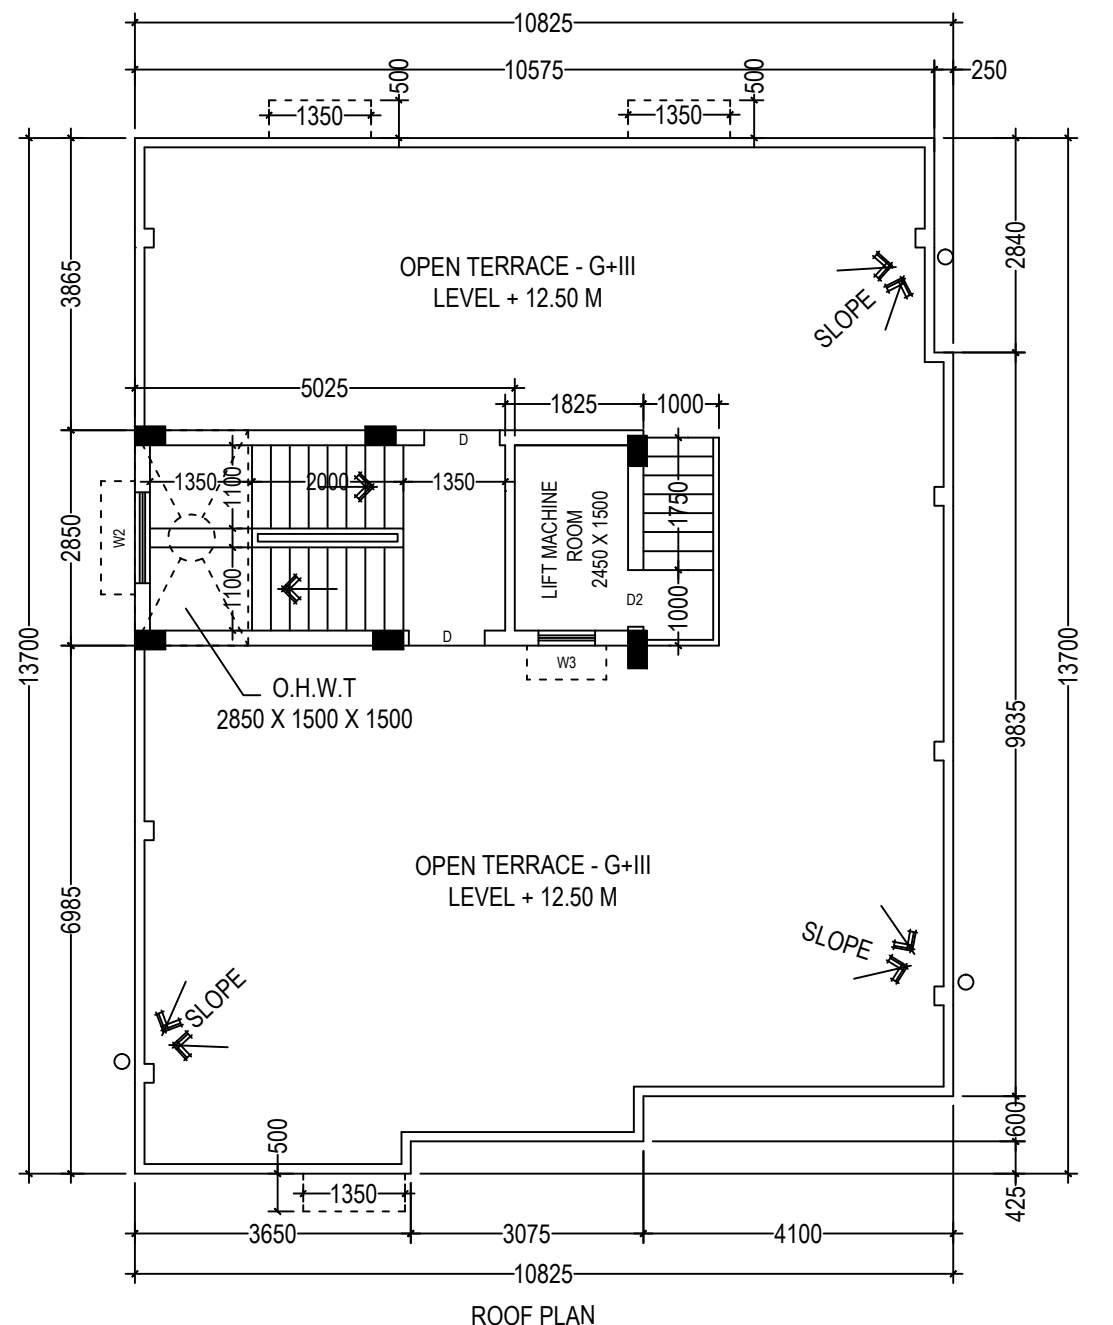 10825
10575
250
500
500
1350
1350
3865
2840
OPEN TERRACE - G+III
LEVEL + 12.50 M
SLOPE
5025
1825
1000
D
1350
2000
1350
1100
1750
LIFT MACHINE
ROOM
2450 X 1500
2850
W2
1100
D2
1000
D
W3
13700
13700
O.H.W.T
2850 X 1500 X 1500
9835
OPEN TERRACE - G+III
LEVEL + 12.50 M
6985
SLOPE
SLOPE
500
600
1350
425
3650
3075
4100
10825
ROOF PLAN